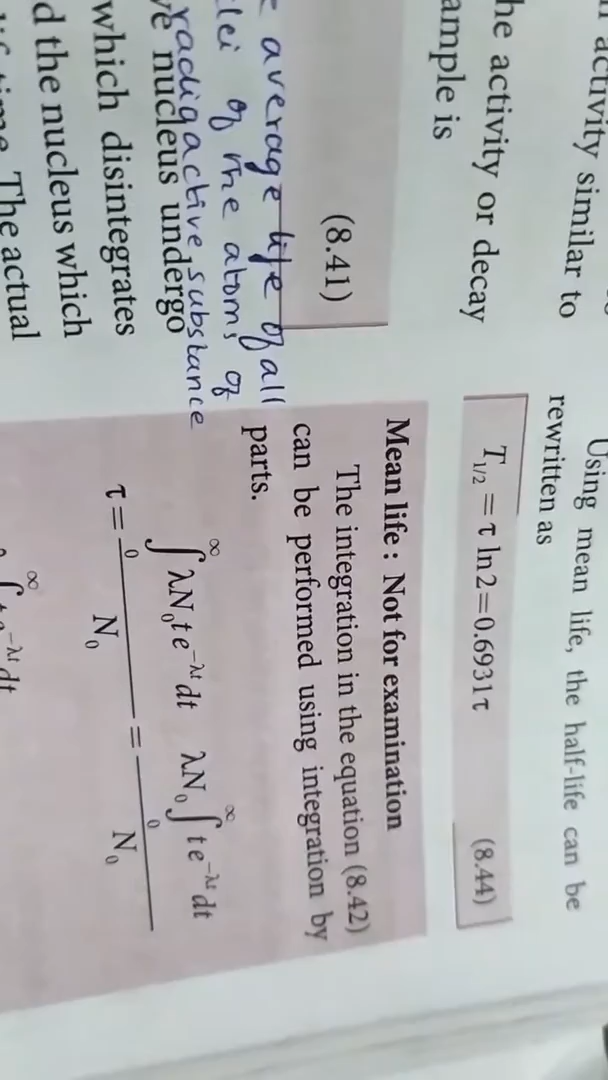 activity similar to
he activity or decay
ample is
(8.41)
average life of all
of the atoms of
radioactive substance
nucleus undergo
which disintegrates
d the nucleus which
The actual
Using mean life, the half-life can be
rewritten as
T₁/₂ = τ ln2=0.6931τ (8.44)
Mean life : Not for examination
The integration in the equation (8.42)
can be performed using integration by
parts.
τ = ∫₀^∞ λN₀te^−λt dt / N₀ = λN₀ ∫₀^∞ te^−λt dt / N₀
∞
∫ te^−λt dt